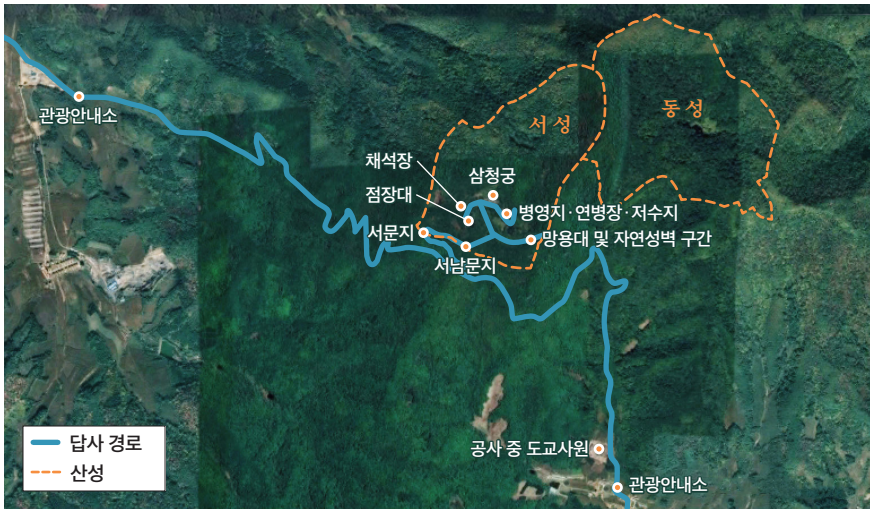 관광안내소
서성
동성
채석장
삼청궁
점장대
병영지·연병장·저수지
서문지
망용대 및 자연성벽 구간
서남문지
공사 중 도교사원
관광안내소
답사 경로
산성